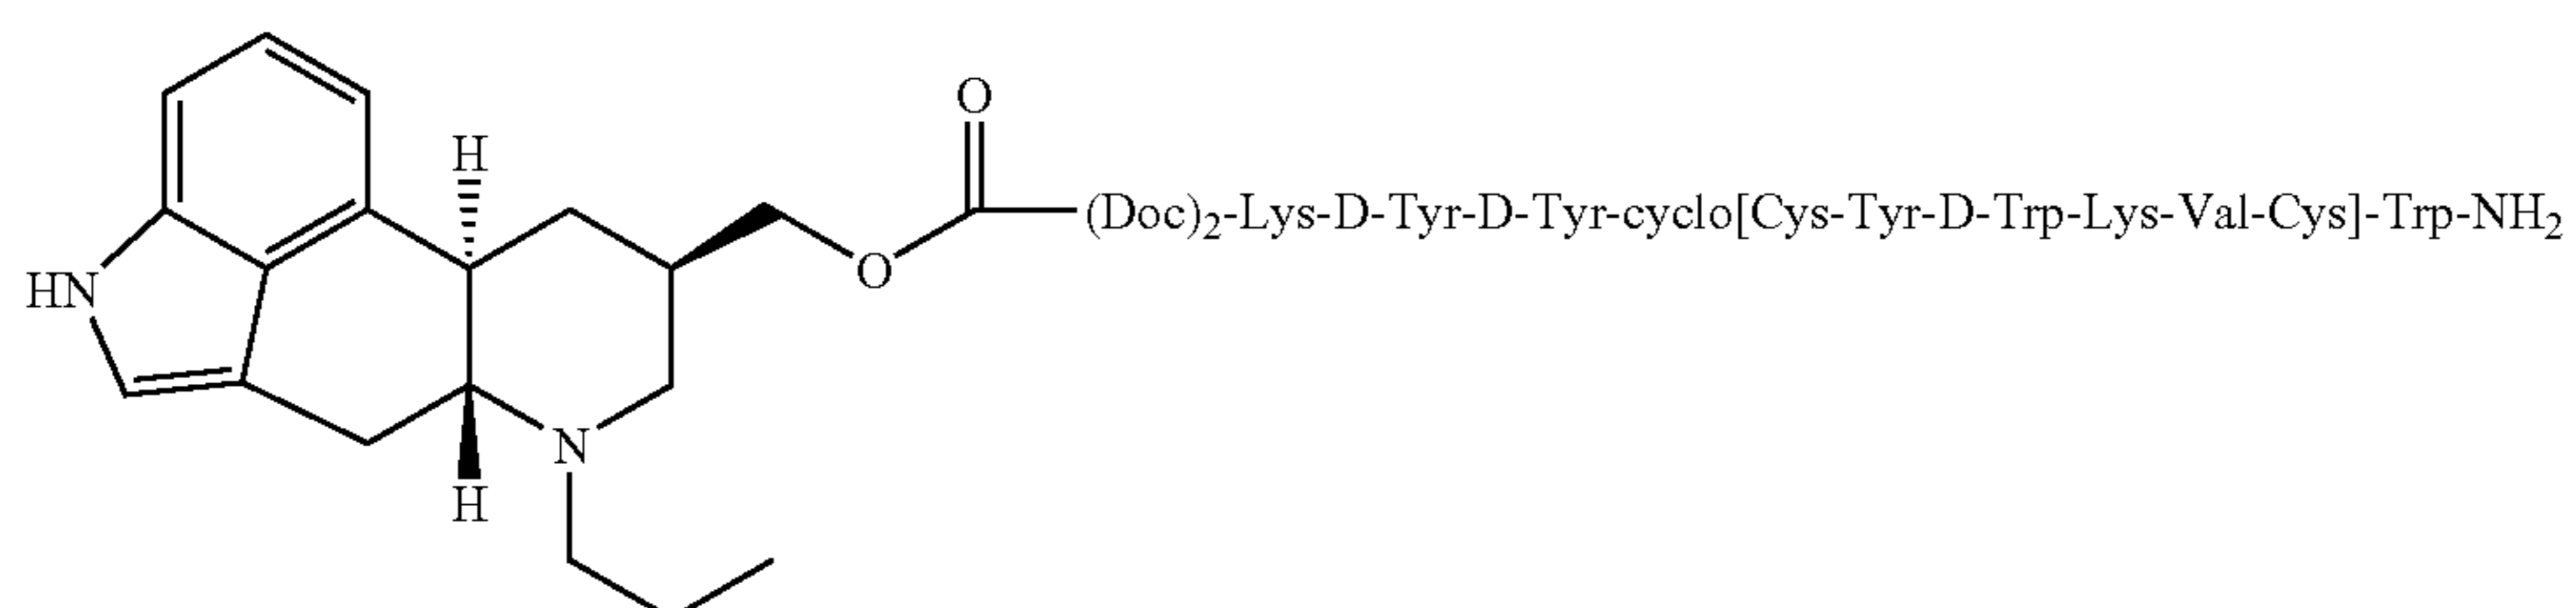 O
H
(Doc)2-Lys-D-Tyr-D-Tyr-cyclo[Cys-Tyr-D-Trp-Lys-Val-Cys]-Trp-NH2
O
HN
N
H